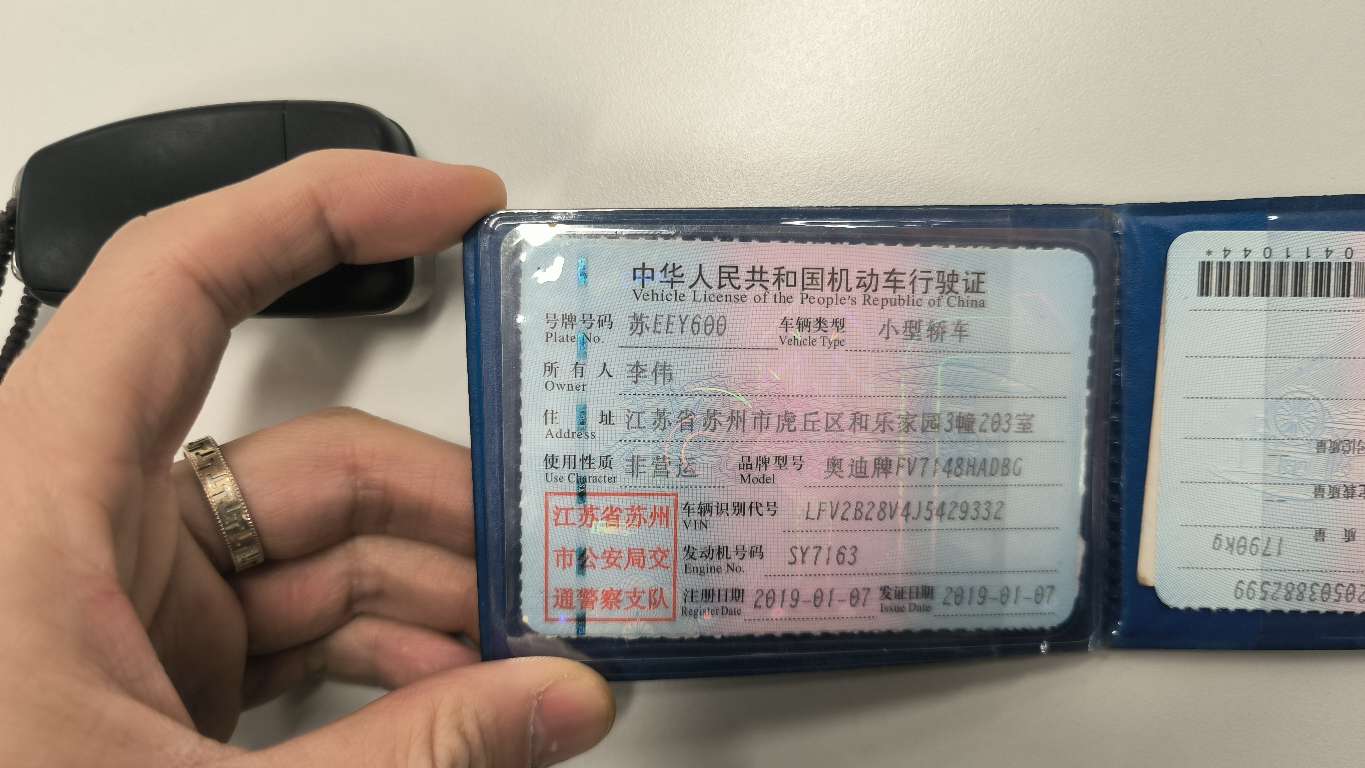 中华人民共和国机动车行驶证
Vehicle License of the People's Republic of China
号牌号码 苏EEY600 车辆类型 小型轿车
Plate No. Vehicle Type
所有人 李伟
Owner
住址 江苏省苏州市虎丘区和乐家园3幢203室
Address
使用性质 非营运 品牌型号 奥迪牌FV7148HADBG
Use Character Model
江苏省苏州
市公安局交
通警察支队
车辆识别代号 LFV2B28V4J5429332
VIN
发动机号码 SY7163
Engine No.
注册日期 2019-01-07 发证日期 2019-01-07
Register Date Issue Date
1790kg
质量